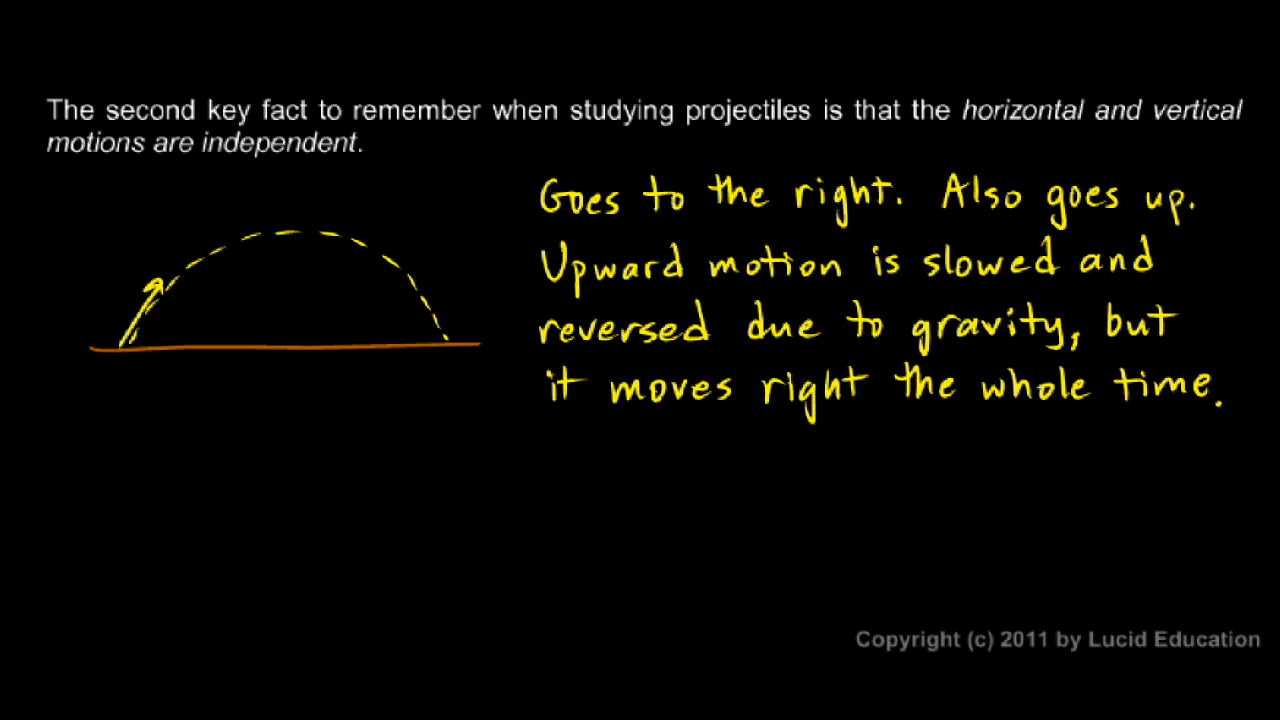 The second key fact to remember when studying projectiles is that the horizontal and vertical
motions are independent.
Goes to the right. Also goes up.
Upward motion is slowed and
reversed due to gravity, but
it moves right the whole time.
Copyright (c) 2011 by Lucid Education